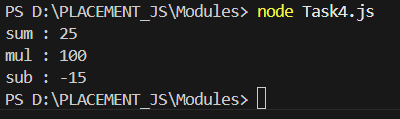 PS D:\PLACEMENT_JS\Modules> node Task4.js
sum : 25
mul : 100
sub : -15
PS D:\PLACEMENT_JS\Modules>